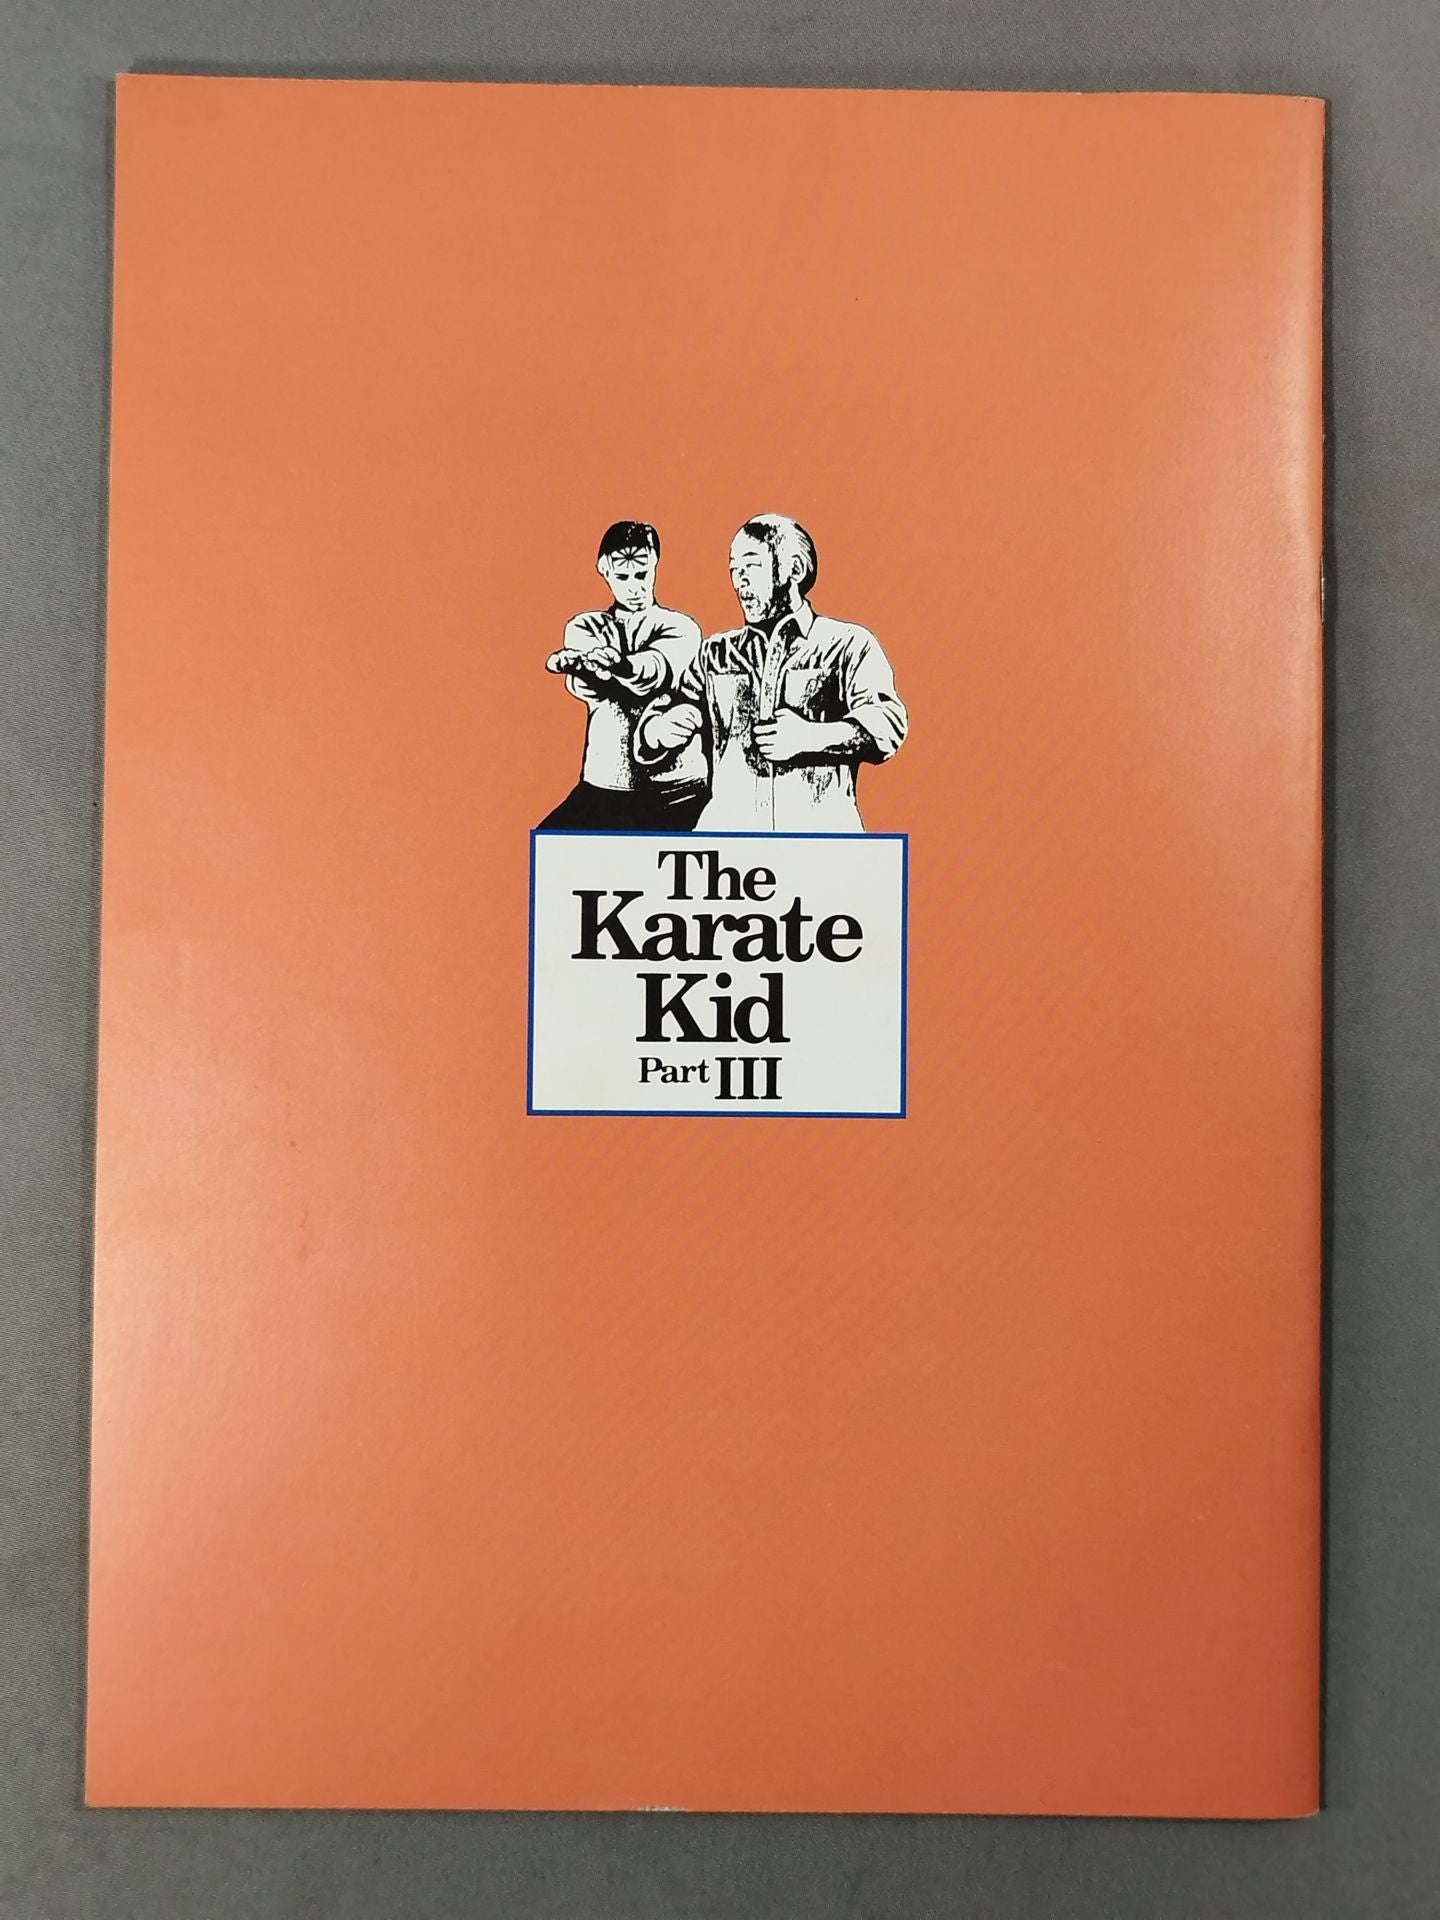 The
Karate
Kid
Part III